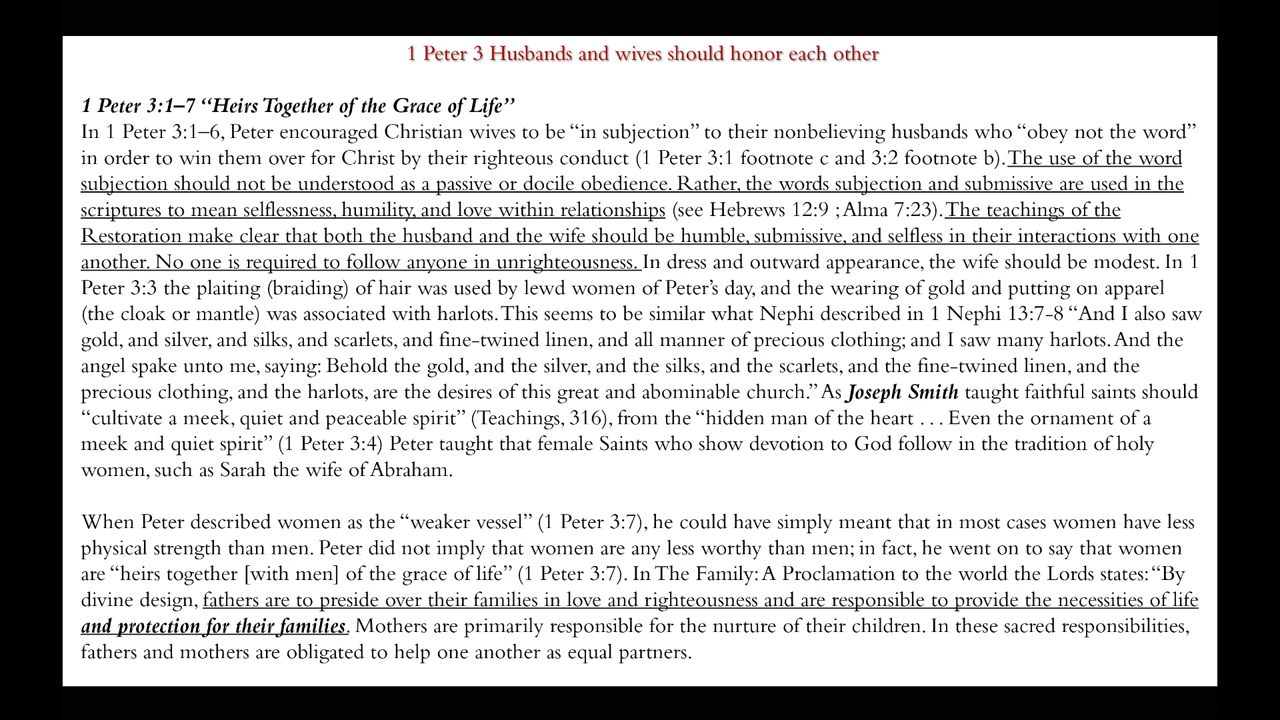 1 Peter 3 Husbands and wives should honor each other
1 Peter 3:1–7 “Heirs Together of the Grace of Life”
In 1 Peter 3:1–6, Peter encouraged Christian wives to be “in subjection” to their nonbelieving husbands who “obey not the word”
in order to win them over for Christ by their righteous conduct (1 Peter 3:1 footnote c and 3:2 footnote b). The use of the word
subjection should not be understood as a passive or docile obedience. Rather, the words subjection and submissive are used in the
scriptures to mean selflessness, humility, and love within relationships (see Hebrews 12:9 ; Alma 7:23). The teachings of the
Restoration make clear that both the husband and the wife should be humble, submissive, and selfless in their interactions with one
another. No one is required to follow anyone in unrighteousness. In dress and outward appearance, the wife should be modest. In 1
Peter 3:3 the plaiting (braiding) of hair was used by lewd women of Peter’s day, and the wearing of gold and putting on apparel
(the cloak or mantle) was associated with harlots. This seems to be similar what Nephi described in 1 Nephi 13:7-8 “And I also saw
gold, and silver, and silks, and scarlets, and fine-twined linen, and all manner of precious clothing; and I saw many harlots. And the
angel spake unto me, saying: Behold the gold, and the silver, and the silks, and the scarlets, and the fine-twined linen, and the
precious clothing, and the harlots, are the desires of this great and abominable church.” As Joseph Smith taught faithful saints should
“cultivate a meek, quiet and peaceable spirit” (Teachings, 316), from the “hidden man of the heart . . . Even the ornament of a
meek and quiet spirit” (1 Peter 3:4) Peter taught that female Saints who show devotion to God follow in the tradition of holy
women, such as Sarah the wife of Abraham.
When Peter described women as the “weaker vessel” (1 Peter 3:7), he could have simply meant that in most cases women have less
physical strength than men. Peter did not imply that women are any less worthy than men; in fact, he went on to say that women
are “heirs together [with men] of the grace of life” (1 Peter 3:7). In The Family: A Proclamation to the world the Lords states: “By
divine design, fathers are to preside over their families in love and righteousness and are responsible to provide the necessities of life
and protection for their families. Mothers are primarily responsible for the nurture of their children. In these sacred responsibilities,
fathers and mothers are obligated to help one another as equal partners.